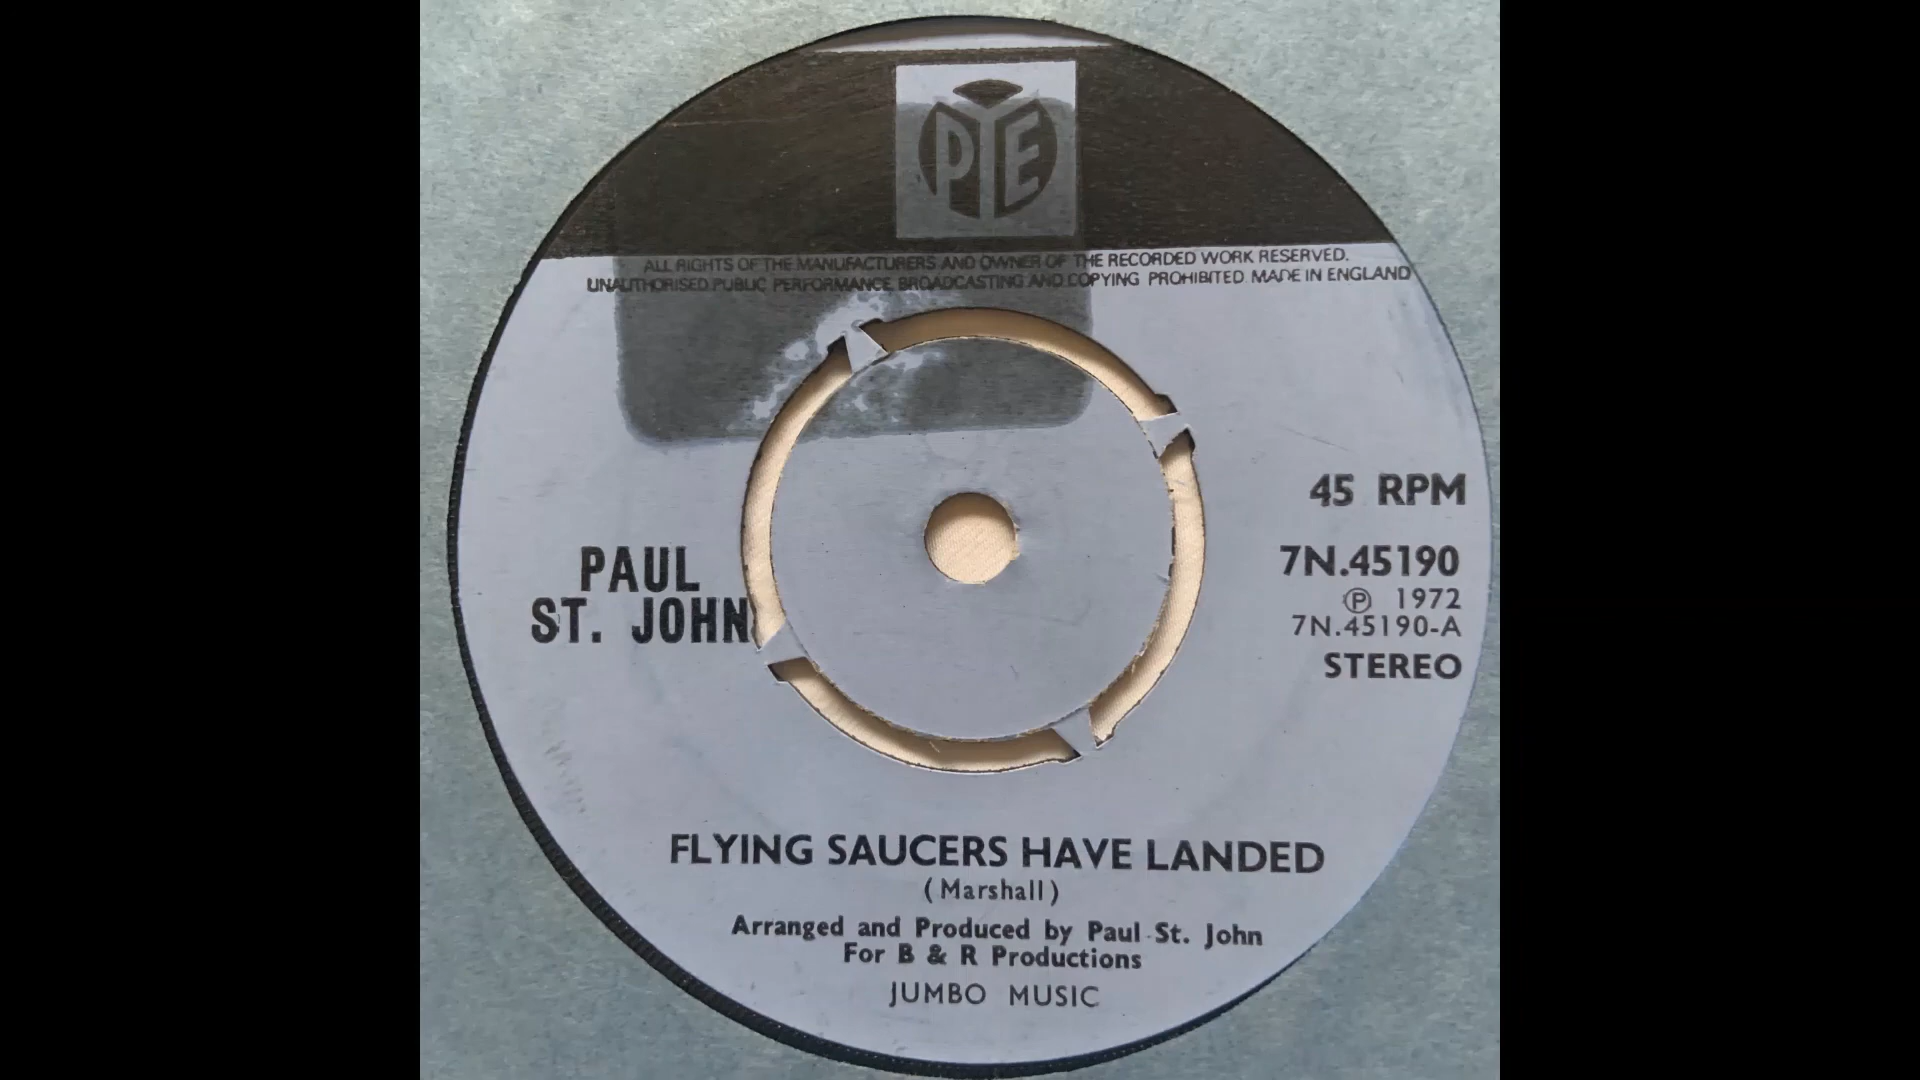 PYE
ALL RIGHTS OF THE MANUFACTURERS AND OWNER OF THE RECORDED WORK RESERVED.
UNAUTHORISED PUBLIC PERFORMANCE BROADCASTING AND COPYING PROHIBITED MADE IN ENGLAND
45 RPM
7N.45190
Ⓟ 1972
7N.45190-A
STEREO
PAUL
ST. JOHN
FLYING SAUCERS HAVE LANDED
(Marshall)
Arranged and Produced by Paul St. John
For B & R Productions
JUMBO MUSIC